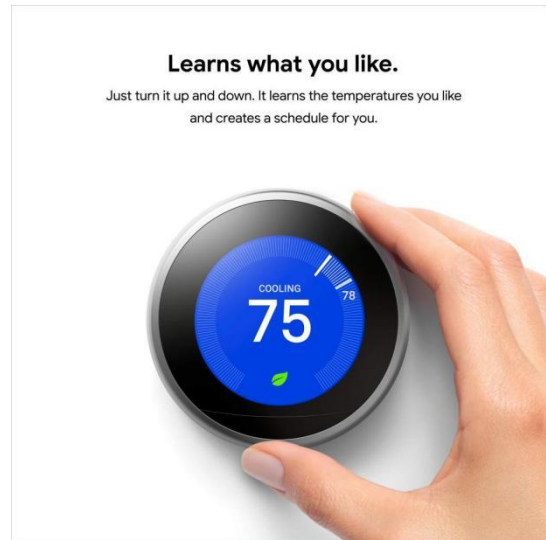 Learns what you like.
Just turn it up and down. It learns the temperatures you like
and creates a schedule for you.
COOLING
78
75